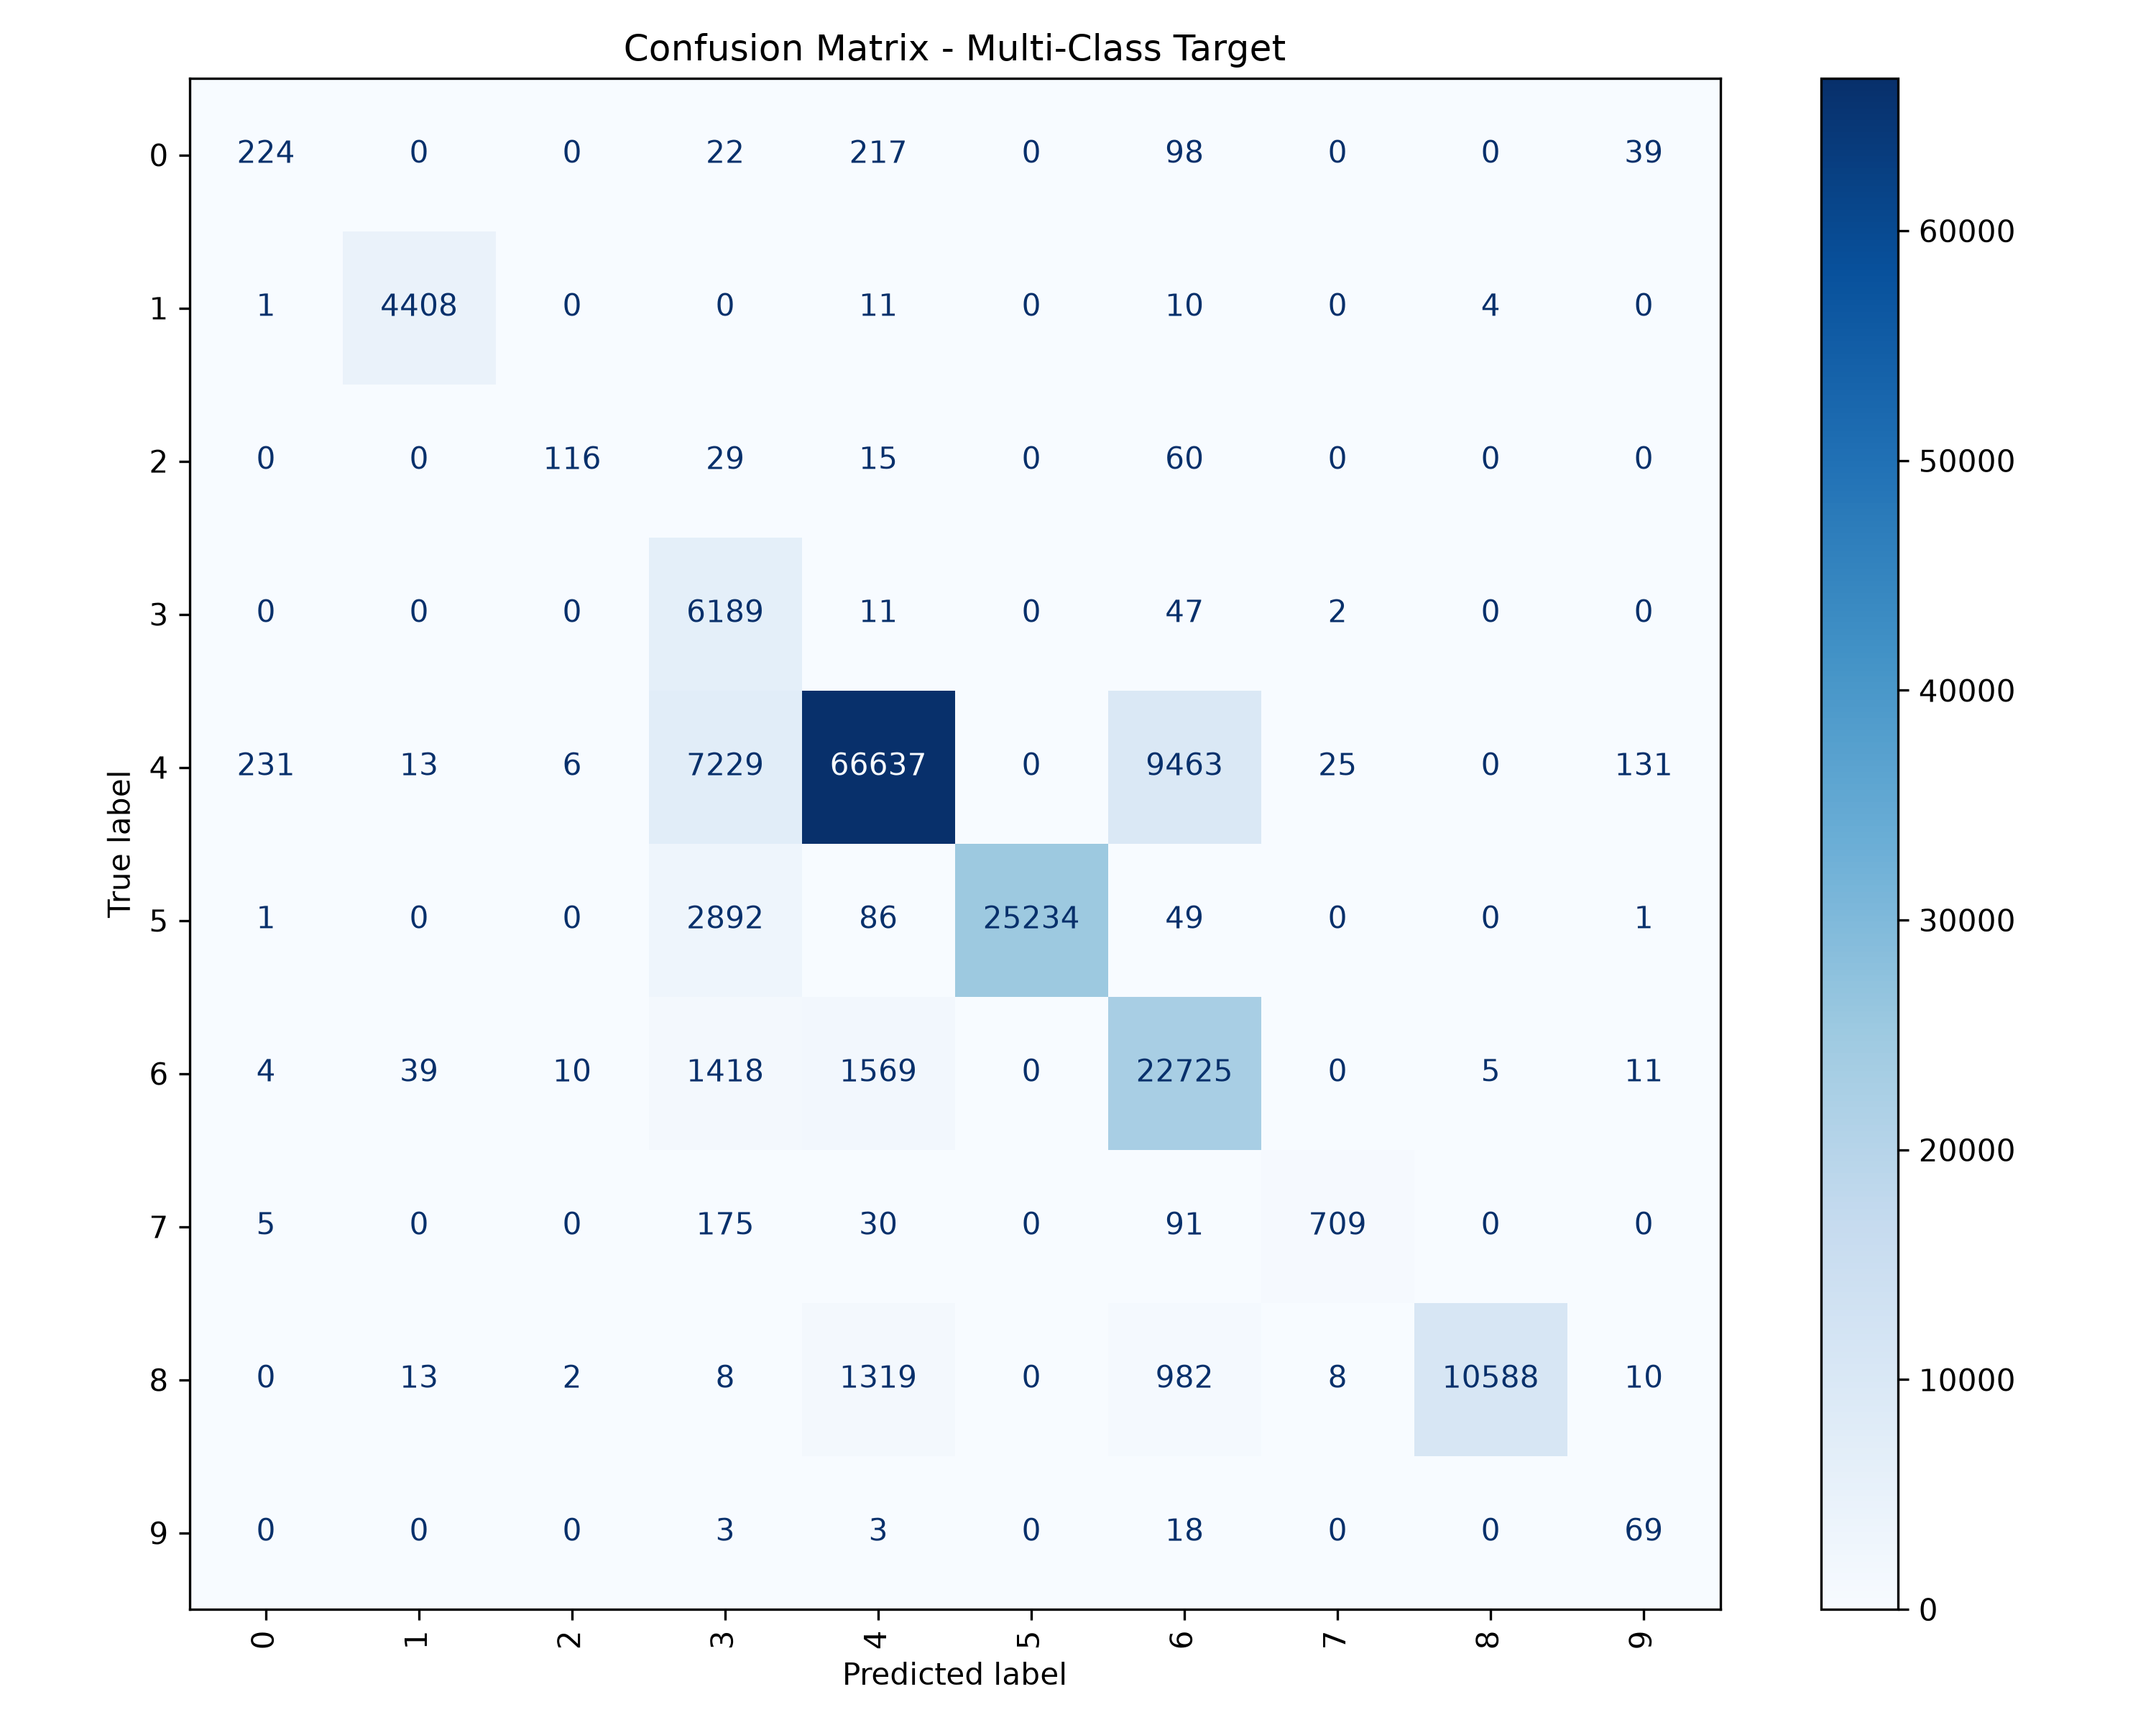 Confusion Matrix - Multi-Class Target
0 224 0 0 22 217 0 98 0 0 39
1 1 4408 0 0 11 0 10 0 4 0
2 0 0 116 29 15 0 60 0 0 0
3 0 0 0 6189 11 0 47 2 0 0
4 231 13 6 7229 66637 0 9463 25 0 131
5 1 0 0 2892 86 25234 49 0 0 1
6 4 39 10 1418 1569 0 22725 0 5 11
7 5 0 0 175 30 0 91 709 0 0
8 0 13 2 8 1319 0 982 8 10588 10
9 0 0 0 3 3 0 18 0 0 69
0 1 2 3 4 5 6 7 8 9
Predicted label
True label
60000
50000
40000
30000
20000
10000
0